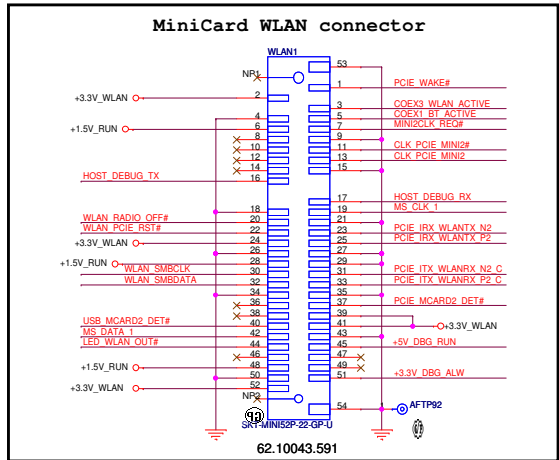 MiniCard WLAN connector
WLAN1
53
NP1
1 PCIE_WAKE#
+3.3V_WLAN 2
3 COEX3_WLAN_ACTIVE
4
5 COEX1_BT_ACTIVE
+1.5V_RUN 6
7 MINI2CLK_REQ#
8
9
10
11 CLK_PCIE_MINI2#
12
13 CLK_PCIE_MINI2
14
15
HOST_DEBUG_TX 16
17 HOST_DEBUG_RX
18
19 MS_CLK_1
WLAN_RADIO_OFF# 20
21
WLAN_PCIE_RST# 22
23 PCIE_IRX_WLANTX_N2
+3.3V_WLAN 24
25 PCIE_IRX_WLANTX_P2
26
27
+1.5V_RUN 28
29
WLAN_SMBCLK 30
31 PCIE_ITX_WLANRX_N2_C
WLAN_SMBDATA 32
33 PCIE_ITX_WLANRX_P2_C
34
35
36
37 PCIE_MCARD2_DET#
38
39
USB_MCARD2_DET# 40
41 +3.3V_WLAN
MS_DATA_1 42
43
LED_WLAN_OUT# 44
45 +5V_DBG_RUN
46
47
+1.5V_RUN 48
49
50
51 +3.3V_DBG_ALW
+3.3V_WLAN 52
NP2
54 AFTP92
SKT-MINI52P-22-GP-U
62.10043.591